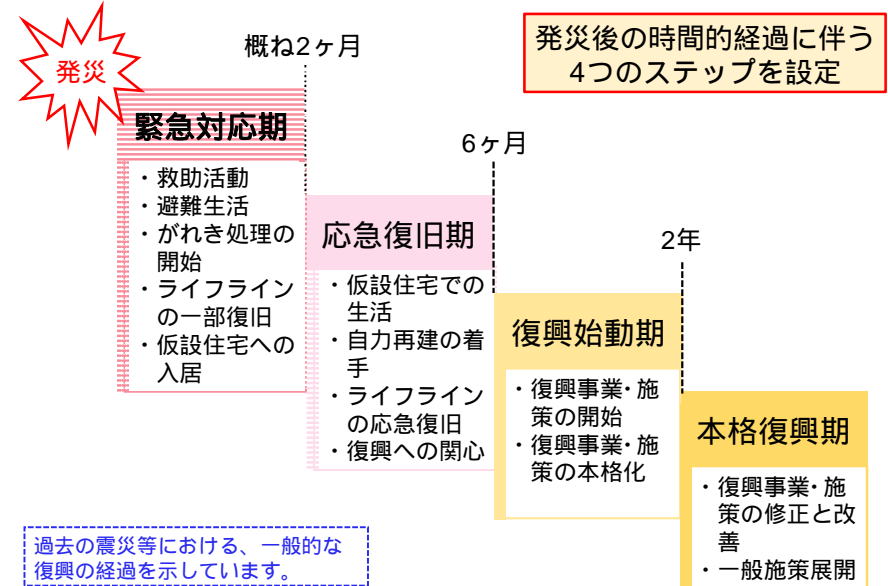 発災
概ね2ヶ月
発災後の時間的経過に伴う
4つのステップを設定
緊急対応期
・救助活動
・避難生活
・がれき処理の
開始
・ライフライン
の一部復旧
・仮設住宅への
入居
6ヶ月
応急復旧期
・仮設住宅での
生活
・自力再建の着
手
・ライフライン
の応急復旧
・復興への関心
2年
復興始動期
・復興事業・施
策の開始
・復興事業・施
策の本格化
本格復興期
・復興事業・施
策の修正と改
善
・一般施策展開
過去の震災等における、一般的な
復興の経過を示しています。